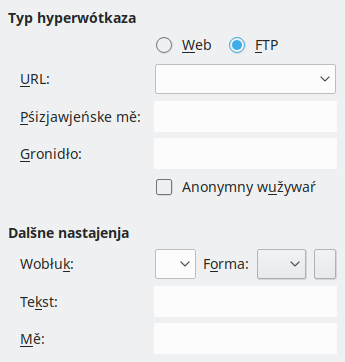 Typ hyperwótkaza
Web FTP
URL:
Pśizjawjeńske mě:
Gronidło:
Anonymny wužywaŕ
Dalšne nastajenja
Wobłuk: Forma:
Tekst:
Mě: